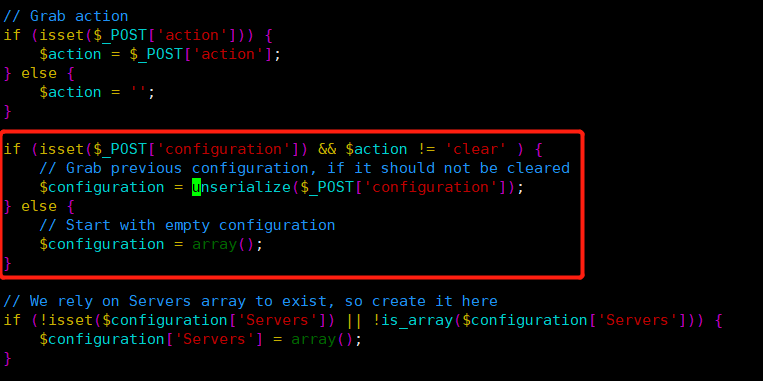 // Grab action
if (isset($_POST['action'])) {
    $action = $_POST['action'];
} else {
    $action = '';
}
if (isset($_POST['configuration']) && $action != 'clear' ) {
    // Grab previous configuration, if it should not be cleared
    $configuration = unserialize($_POST['configuration']);
} else {
    // Start with empty configuration
    $configuration = array();
}
// We rely on Servers array to exist, so create it here
if (!isset($configuration['Servers']) || !is_array($configuration['Servers'])) {
    $configuration['Servers'] = array();
}